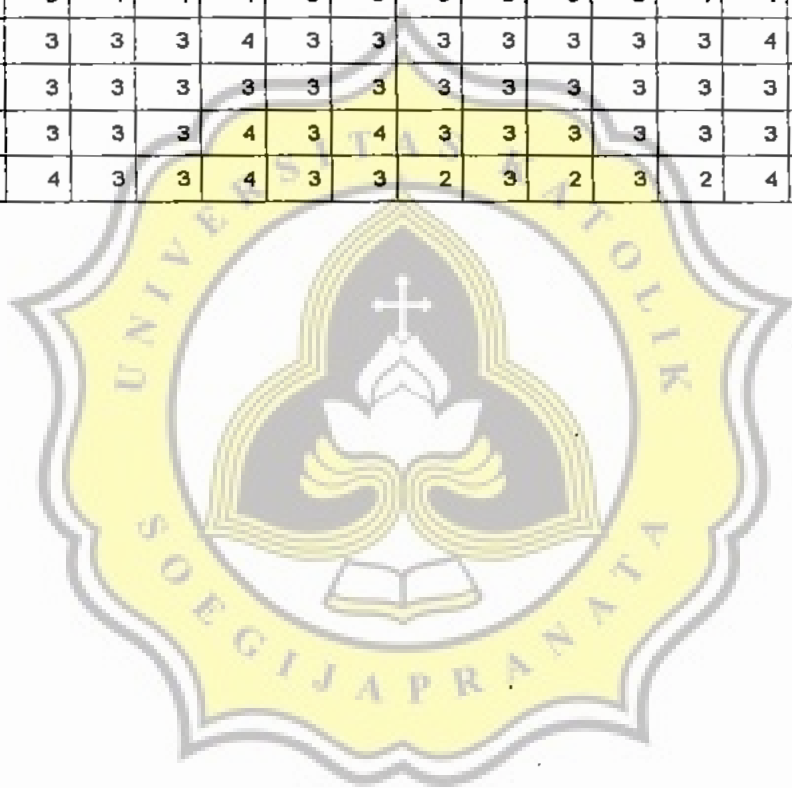 3 3 3 4 3 3 3 3 3 3 3 4
3 3 3 3 3 3 3 3 3 3 3 3
3 3 3 4 3 4 3 3 3 3 3 3
4 3 3 4 3 3 2 3 2 3 2 4
UNIVERSITAS KATOLIK
SOEGIJAPRANATA